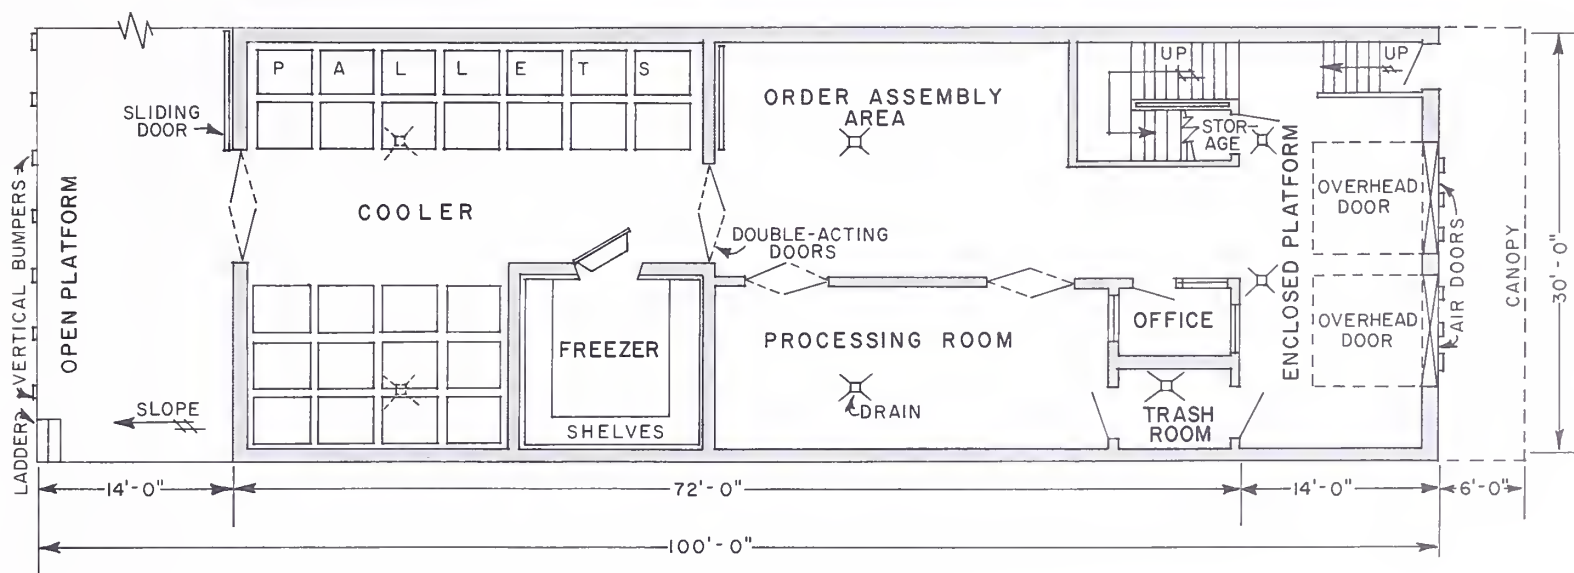 P A L L E T S
SLIDING
DOOR
VERTICAL BUMPERS
LADDER
OPEN PLATFORM
SLOPE
COOLER
FREEZER
SHELVES
ORDER ASSEMBLY
AREA
DOUBLE-ACTING
DOORS
PROCESSING ROOM
DRAIN
UP
STOR-
AGE
UP
OFFICE
TRASH
ROOM
ENCLOSED PLATFORM
OVERHEAD
DOOR
OVERHEAD
DOOR
AIR DOORS
CANOPY
30'-0"
14'-0"
72'-0"
14'-0"
6'-0"
100'-0"